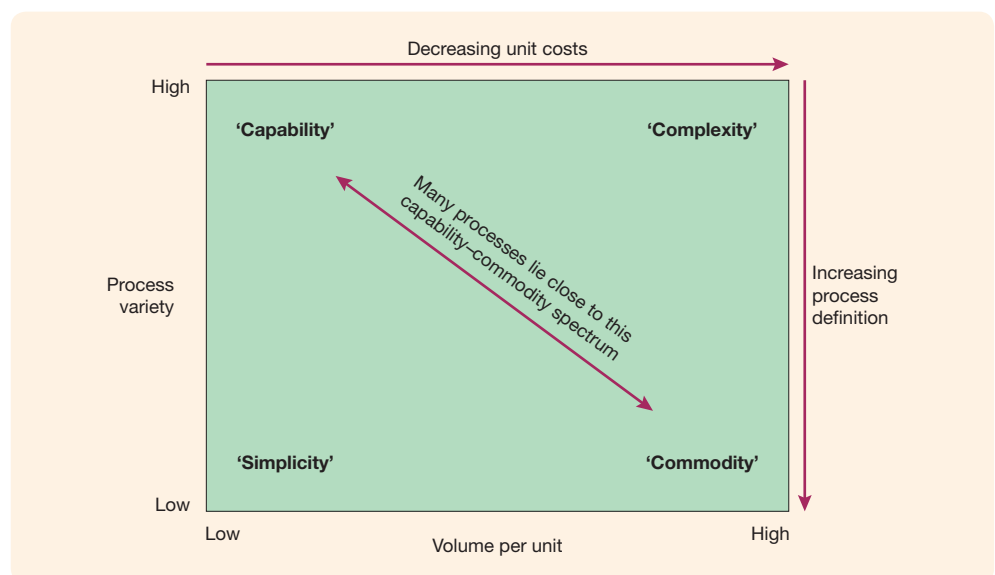 Decreasing unit costs
High
‘Capability’
‘Complexity’
Many processes lie close to this
capability–commodity spectrum
Process
variety
Increasing
process
definition
‘Simplicity’
‘Commodity’
Low
Low
High
Volume per unit